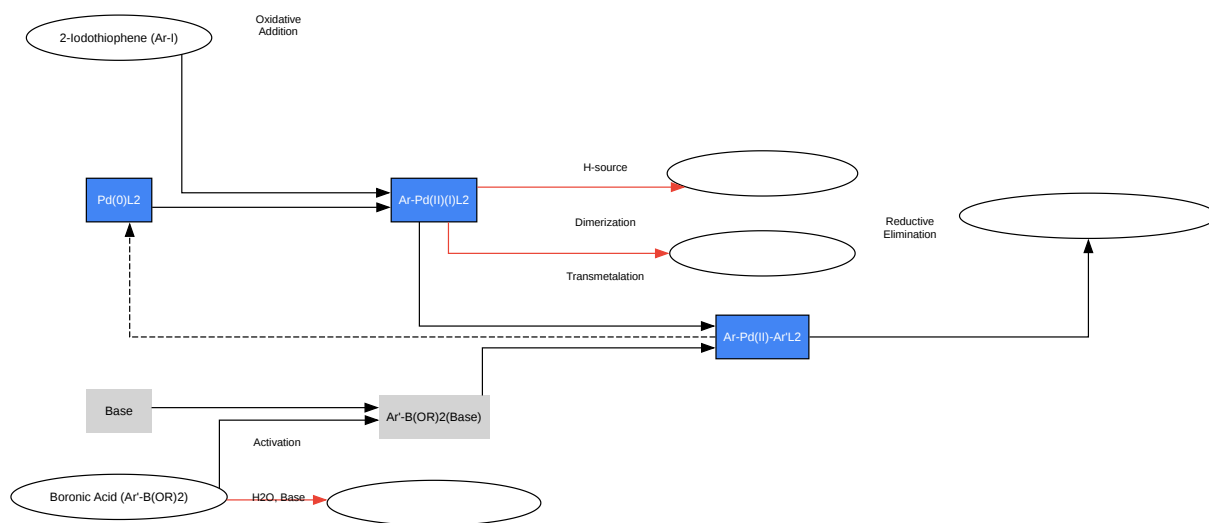 Oxidative
Addition
2-Iodothiophene (Ar-I)
H-source
Pd(0)L2
Ar-Pd(II)(I)L2
Dimerization
Reductive
Elimination
Transmetalation
Ar-Pd(II)-Ar'L2
Base
Ar'-B(OR)2(Base)
Activation
Boronic Acid (Ar'-B(OR)2)
H2O, Base